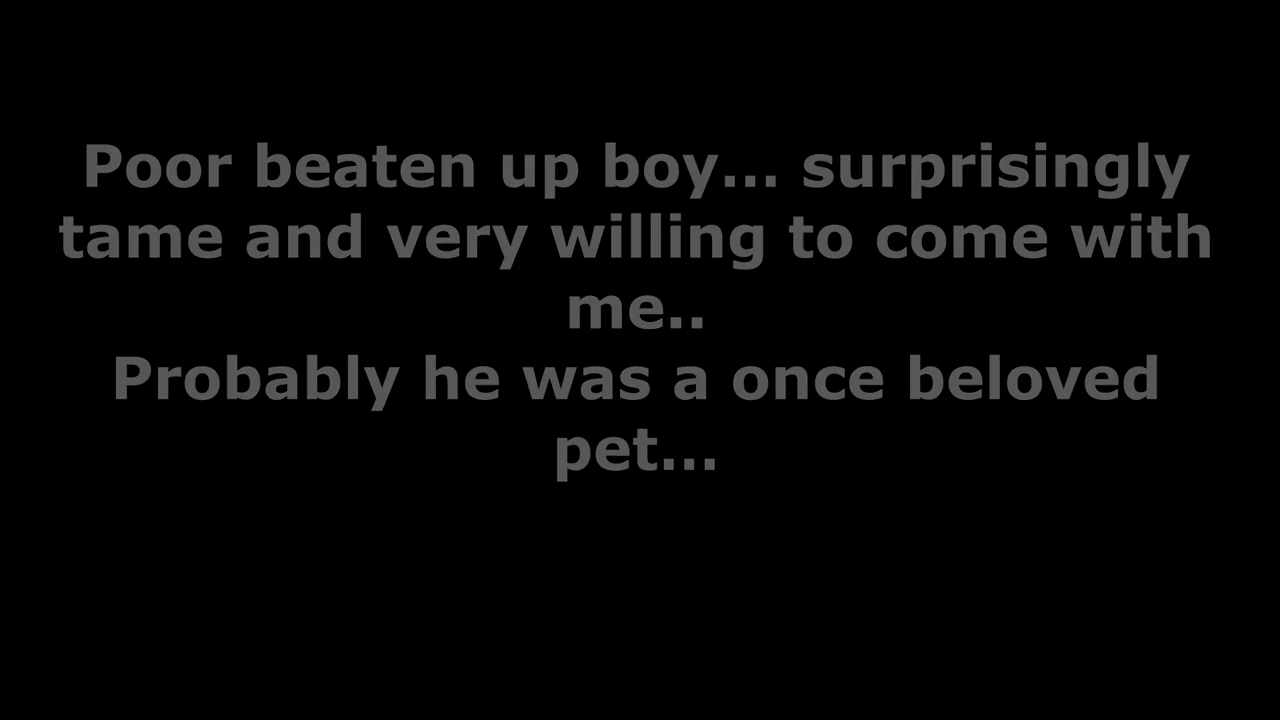 Poor beaten up boy... surprisingly
tame and very willing to come with
me..
Probably he was a once beloved
pet...